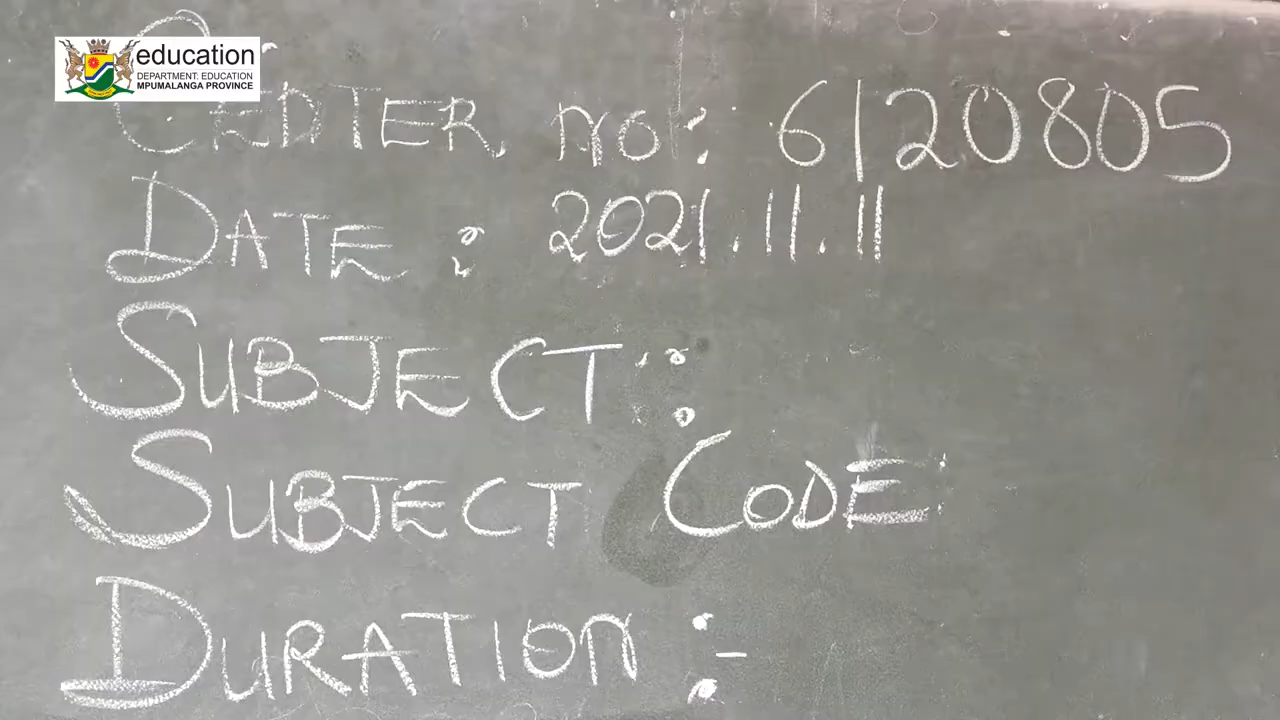 education
DEPARTMENT: EDUCATION
MPUMALANGA PROVINCE
CENTER no: 6120805
DATE : 2021.11.11
SUBJECT :
SUBJECT CODE:
DURATION :-